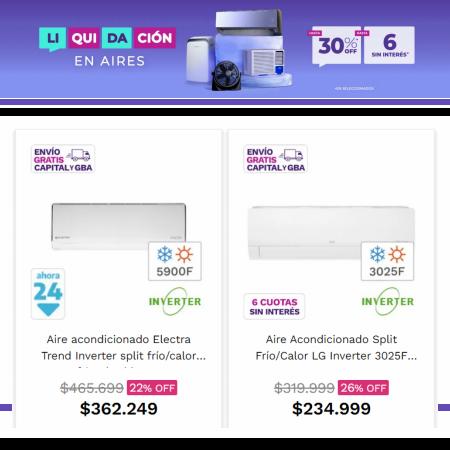 LI QUI DA CIÓN
EN AIRES
HASTA
30% OFF
HASTA
6
SIN INTERÉS*
ENVÍO
GRATIS
CAPITAL Y GBA
5900F
ahora
24
INVERTER
Aire acondicionado Electra
Trend Inverter split frío/calor...
$465.699 22% OFF
$362.249
ENVÍO
GRATIS
CAPITAL Y GBA
3025F
6 CUOTAS
SIN INTERÉS
INVERTER
Aire Acondicionado Split
Frío/Calor LG Inverter 3025F...
$319.999 26% OFF
$234.999